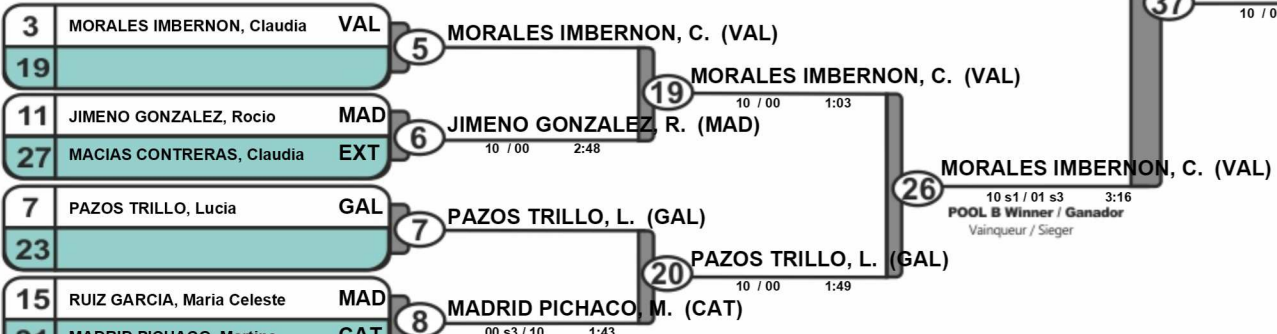 3 MORALES IMBERNON, Claudia VAL
19
5 MORALES IMBERNON, C. (VAL)
11 JIMENO GONZALEZ, Rocio MAD
27 MACIAS CONTRERAS, Claudia EXT
6 JIMENO GONZALEZ, R. (MAD)
10 / 00 2:48
19 MORALES IMBERNON, C. (VAL)
10 / 00 1:03
7 PAZOS TRILLO, Lucia GAL
23
7 PAZOS TRILLO, L. (GAL)
15 RUIZ GARCIA, Maria Celeste MAD
CAT
8 MADRID PICHACO, M. (CAT)
00 s3 / 10 1:43
20 PAZOS TRILLO, L. (GAL)
10 / 00 1:49
26 MORALES IMBERNON, C. (VAL)
10 s1 / 01 s3 3:16
POOL B Winner / Ganador
Vainqueur / Sieger
37
10 / 0